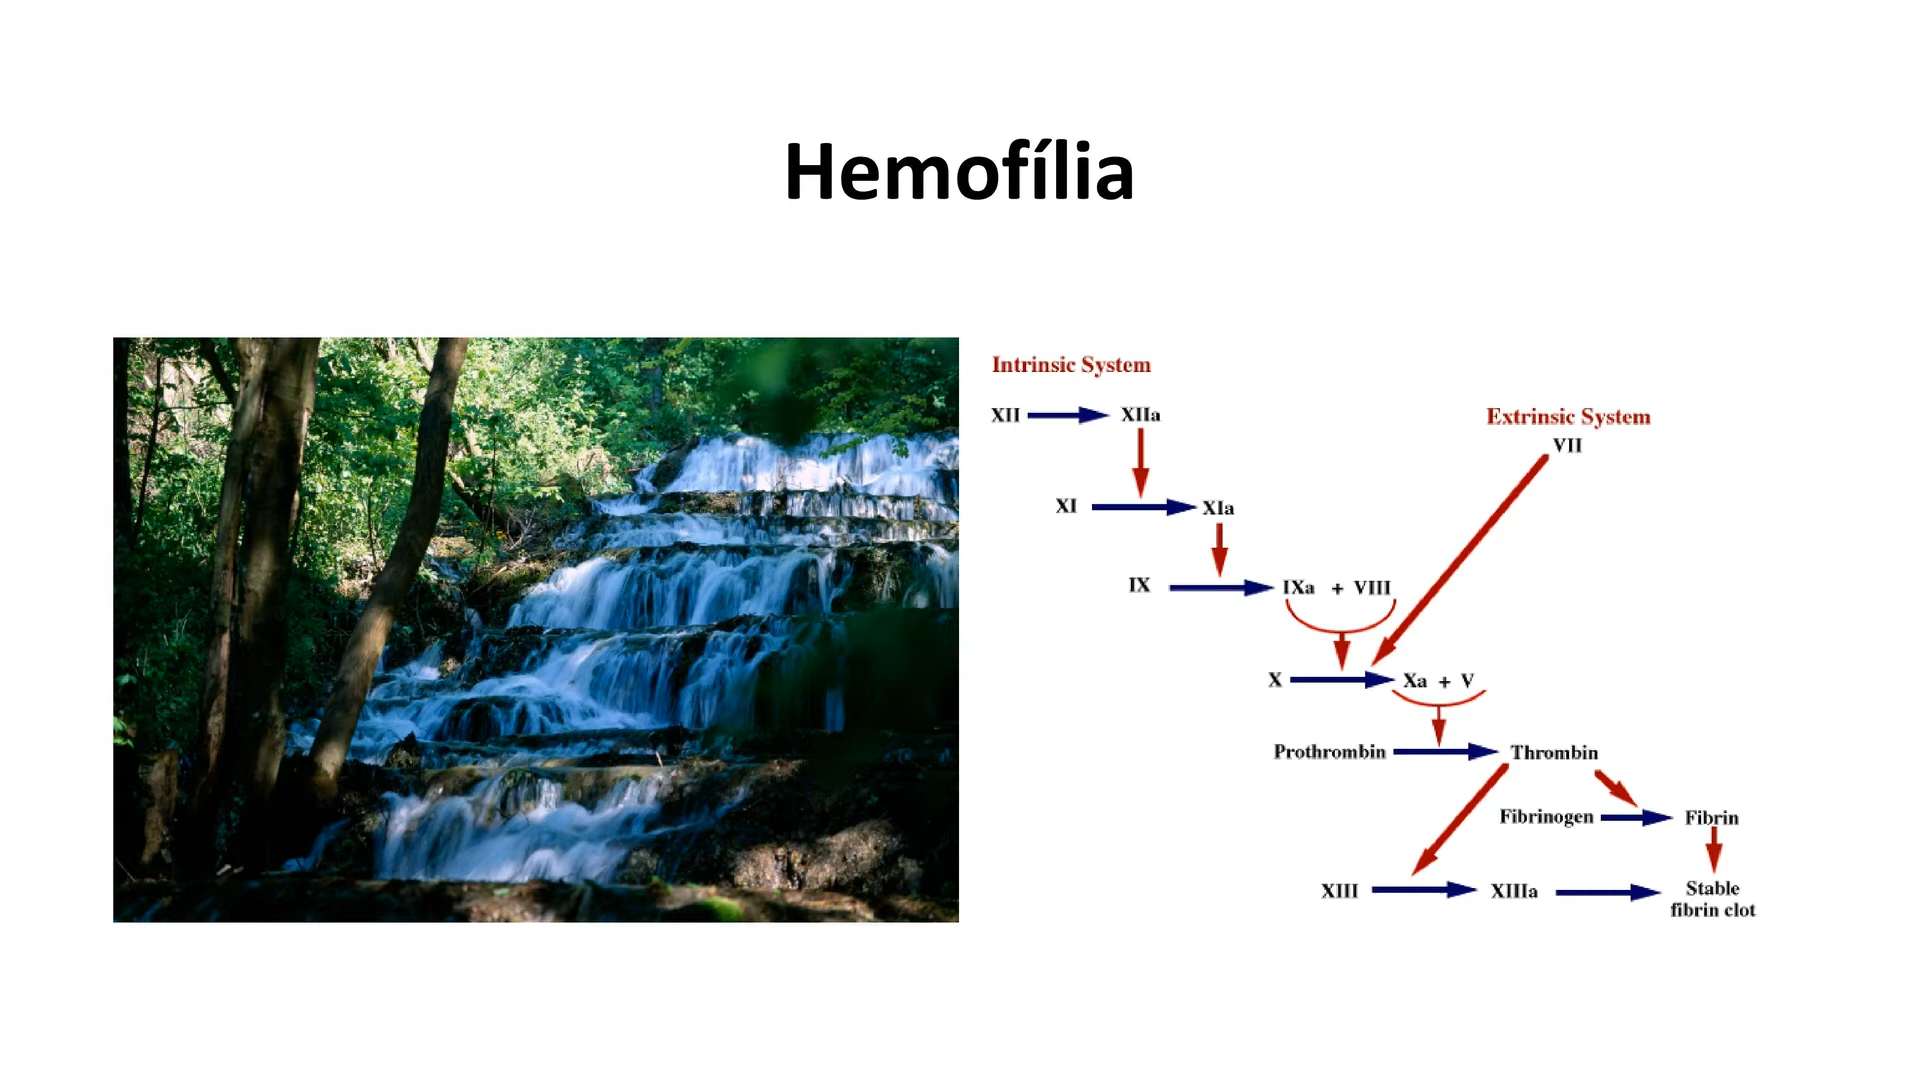 Hemofília
Intrinsic System
XII XIIa
Extrinsic System
VII
XI XIa
IX IXa + VIII
X Xa + V
Prothrombin Thrombin
Fibrinogen Fibrin
XIII XIIIa Stable
fibrin clot